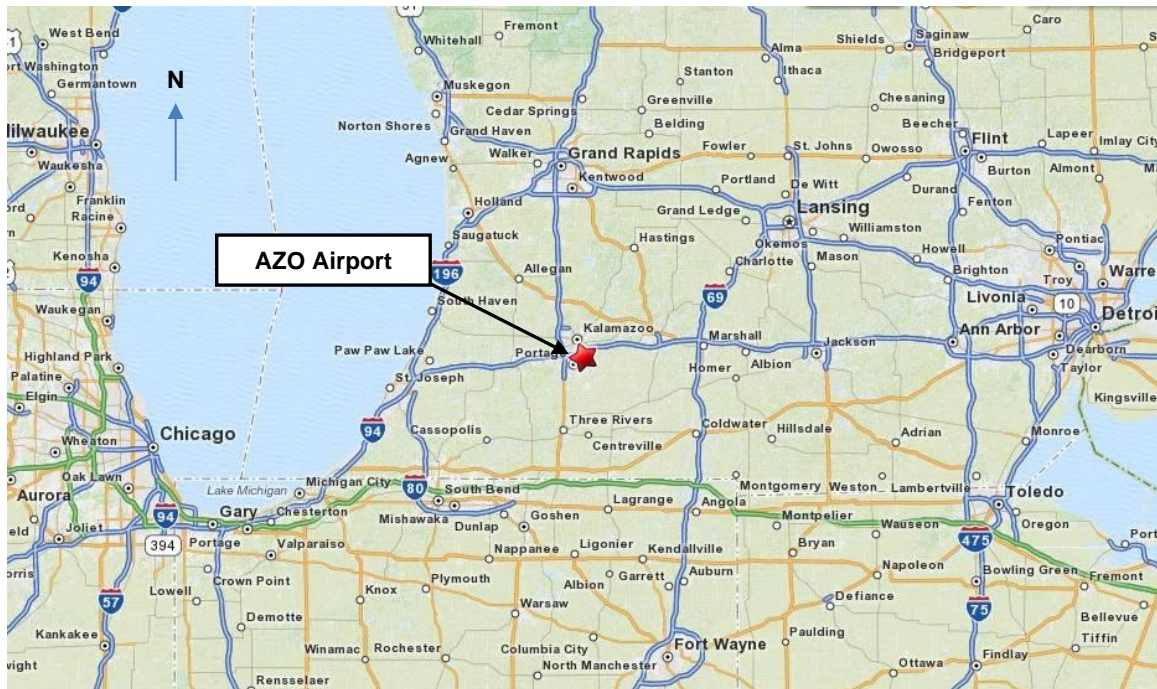 31
Fremont
Caro
West Bend
Whitehall
Alma
Shields
Saginaw
Bridgeport
Port Washington
Ithaca
Germantown
N
Muskegon
Stanton
Cedar Springs
Greenville
Chesaning
Norton Shores
Grand Haven
Belding
Beecher
Lapeer
Imlay City
Milwaukee
Agnew
Walker
Grand Rapids
Fowler
St. Johns
Owosso
Flint
Waukesha
Kentwood
Portland
De Witt
Burton
Almont
Franklin
Durand
Racine
Holland
Grand Ledge
Lansing
Fenton
Saugatuck
Hastings
Okemos
Williamston
Kenosha
AZO Airport
Howell
Pontiac
94
196
Allegan
Charlotte
Mason
Brighton
Troy
Warre
Waukegan
South Haven
69
Livonia
10
Detroi
Highland Park
Kalamazoo
Marshall
Ann Arbor
Paw Paw Lake
Portage
Albion
Jackson
Dearborn
Palatine
St. Joseph
Homer
Taylor
Elgin
Kingsville
Three Rivers
Wheaton
Chicago
94
Cassopolis
Centreville
Coldwater
Hillsdale
Adrian
Monroe
Oak Lawn
Lake Michigan
Michigan City
80
Montgomery
Weston
Lambertville
Aurora
South Bend
Lagrange
Angola
Toledo
94
Gary
Chesterton
Mishawaka
Dunlap
Goshen
Montpelier
Wauseon
Oregon
Joliet
394
Portage
Valparaiso
Nappanee
Ligonier
Kendallville
Bryan
475
Port
Crown Point
Plymouth
Albion
Garrett
Auburn
Napoleon
Bowling Green
Fremont
57
Lowell
Knox
Warsaw
Defiance
75
Bellevue
Demotte
Paulding
Tiffin
Kankakee
Winamac
Rochester
Columbia City
Fort Wayne
North Manchester
Ottawa
Findlay
Rensselaer